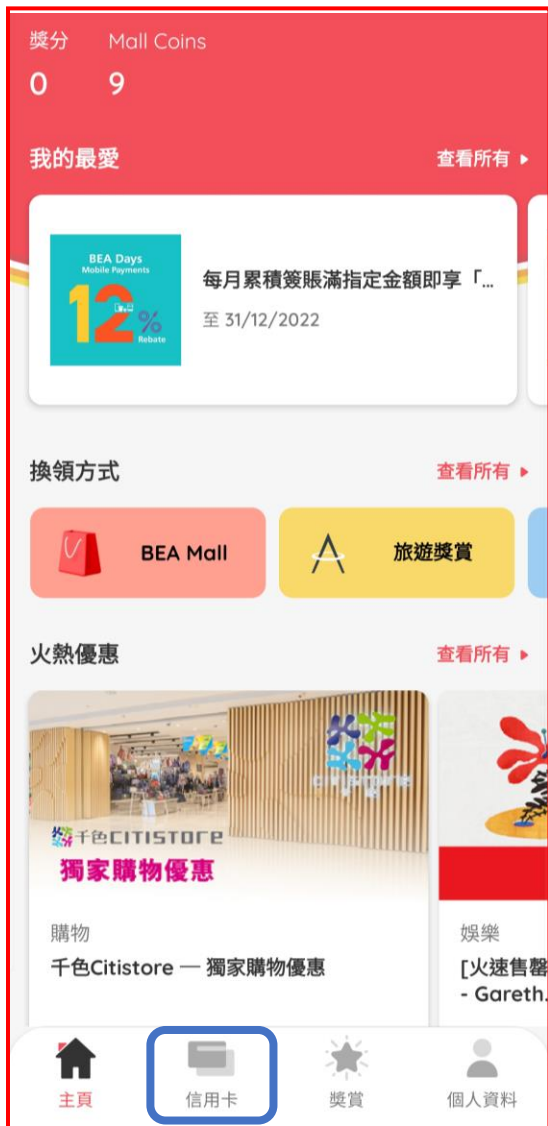 獎分 Mall Coins
0 9
我的最愛 查看所有
BEA Days
Mobile Payments
12%
Rebate
每月累積簽賬滿指定金額即享「...
至 31/12/2022
換領方式 查看所有
BEA Mall 旅遊獎賞
火熱優惠 查看所有
citistore
千色CITISTORE
獨家購物優惠
購物 娛樂
千色Citistore — 獨家購物優惠 [火速售罄
- Gareth.
主頁 信用卡 獎賞 個人資料